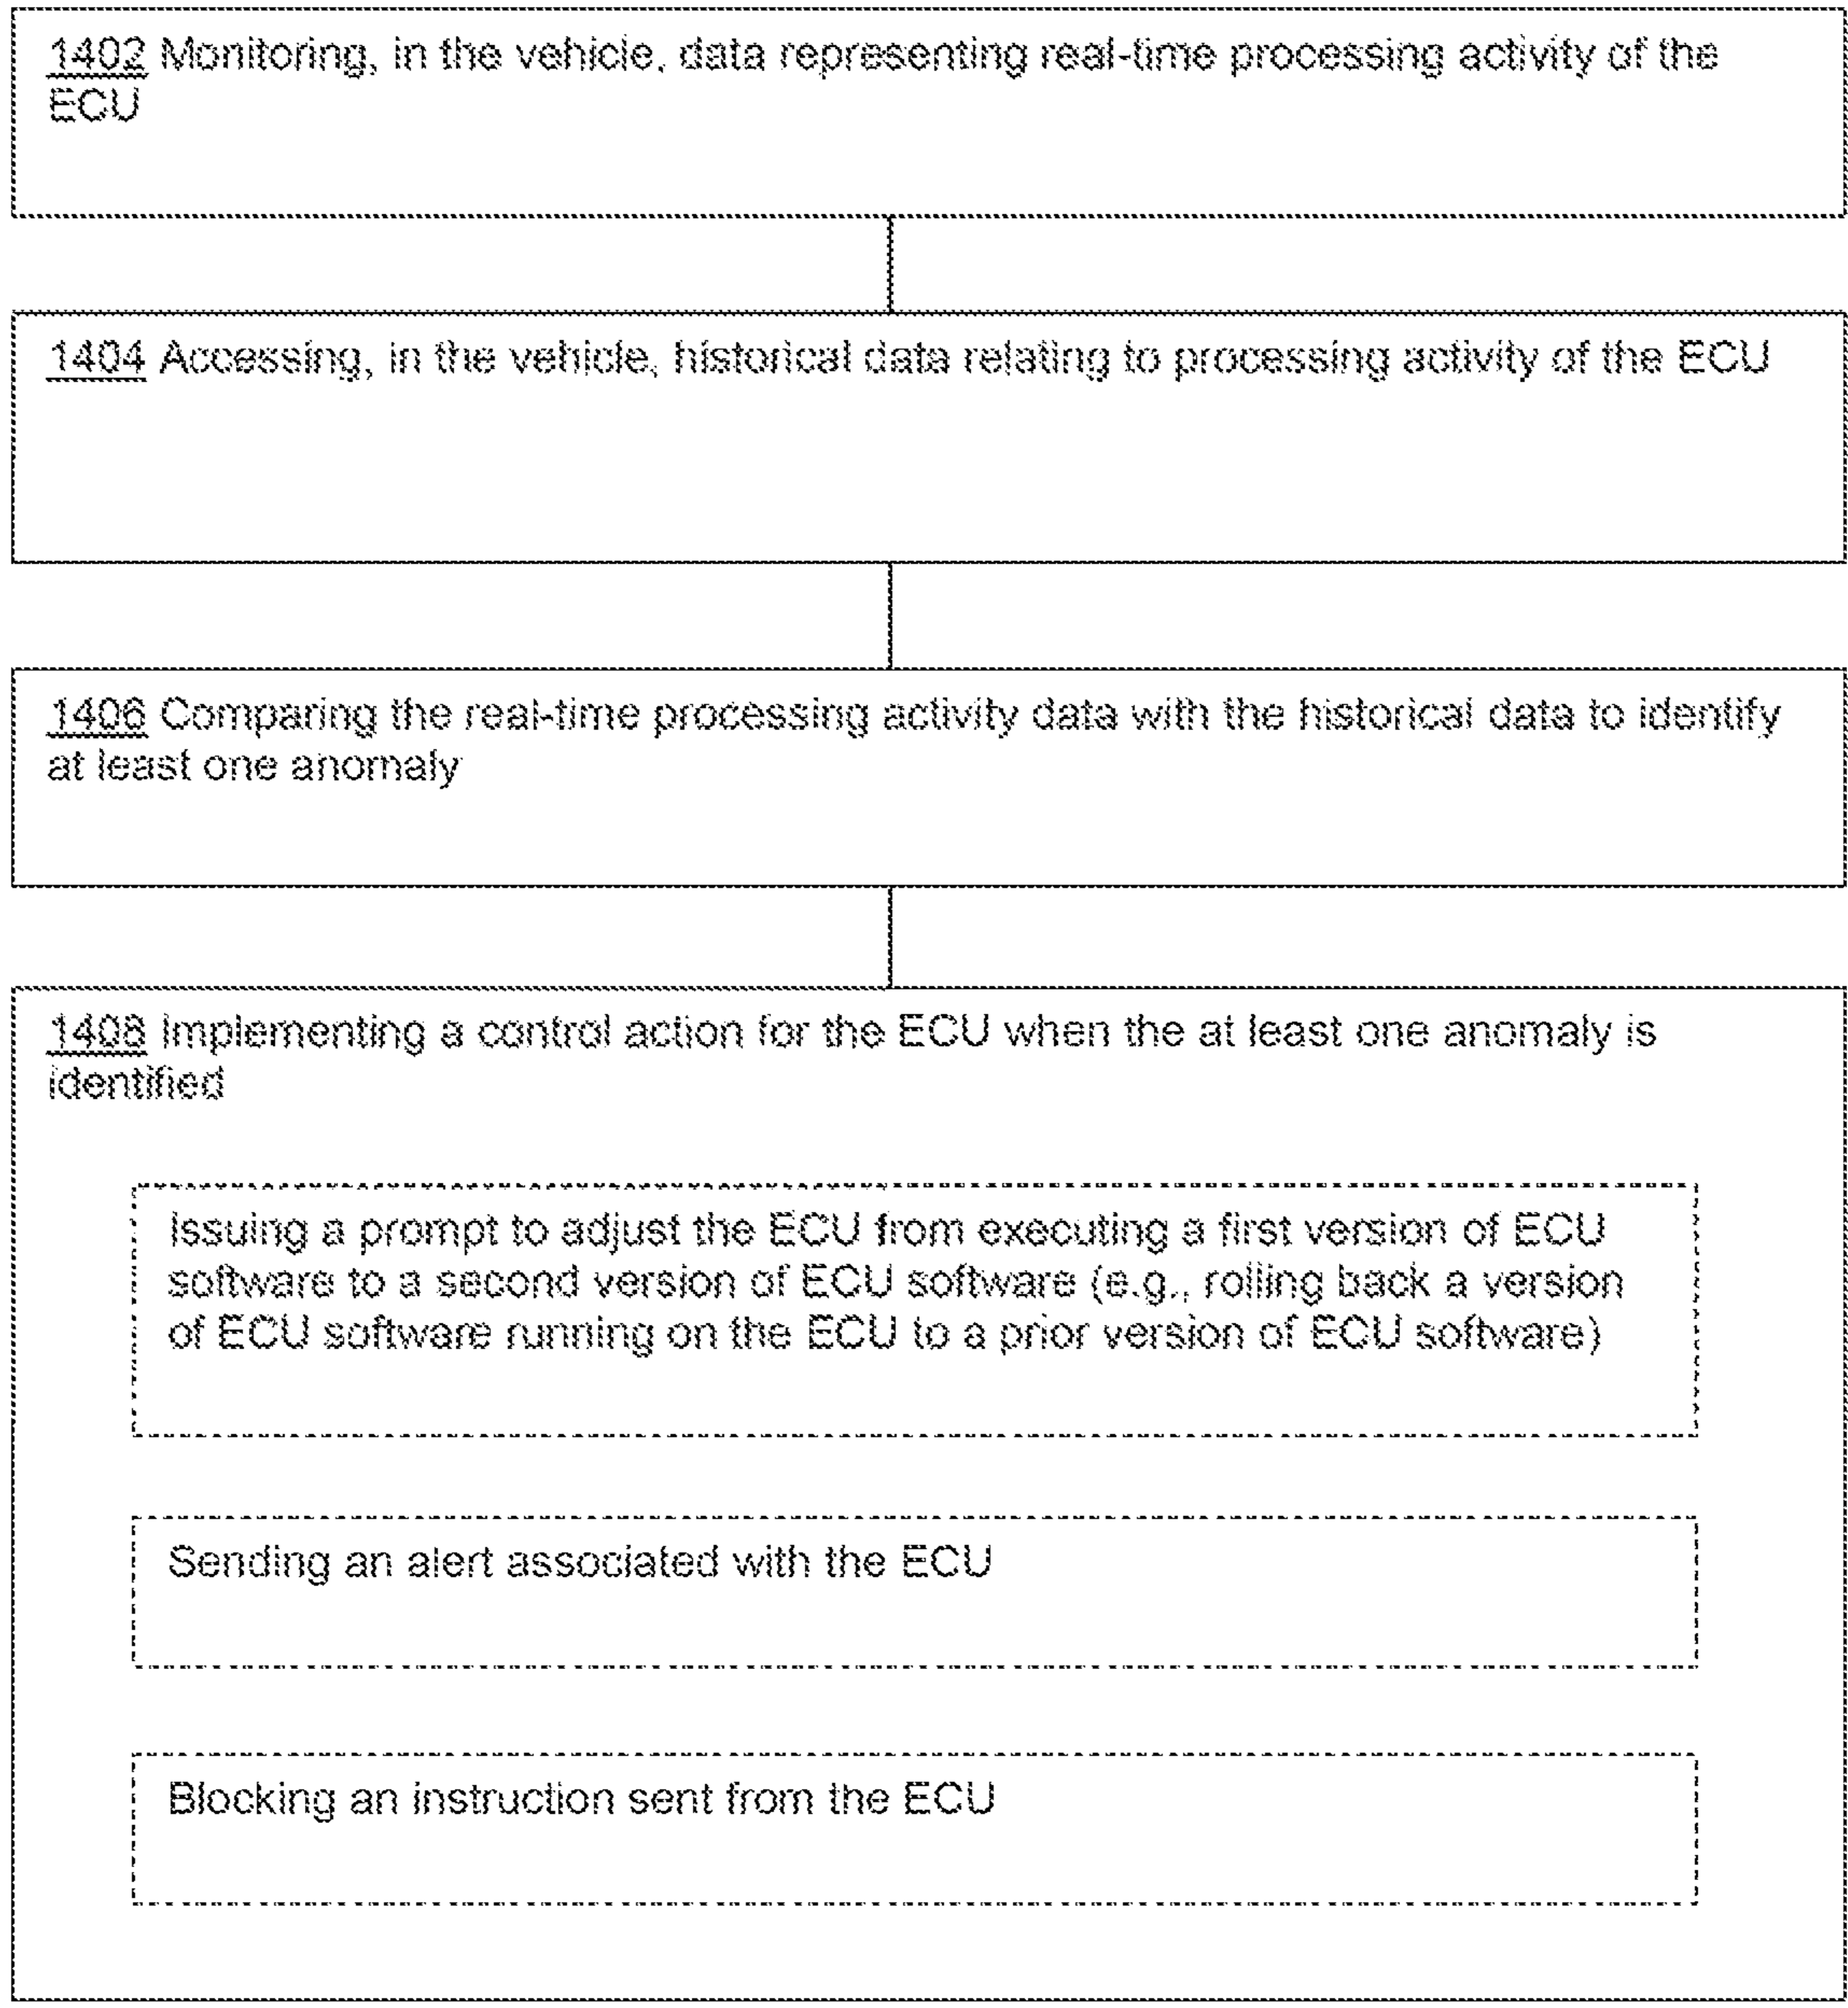 1402 Monitoring, in the vehicle, data representing real-time processing activity of the
ECU
1404 Accessing, in the vehicle, historical data relating to processing activity of the ECU
1406 Comparing the real-time processing activity data with the historical data to identify
at least one anomaly
1408 Implementing a control action for the ECU when the at least one anomaly is
identified
Issuing a prompt to adjust the ECU from executing a first version of ECU
software to a second version of ECU software (e.g., rolling back a version
of ECU software running on the ECU to a prior version of ECU software)
Sending an alert associated with the ECU
Blocking an instruction sent from the ECU